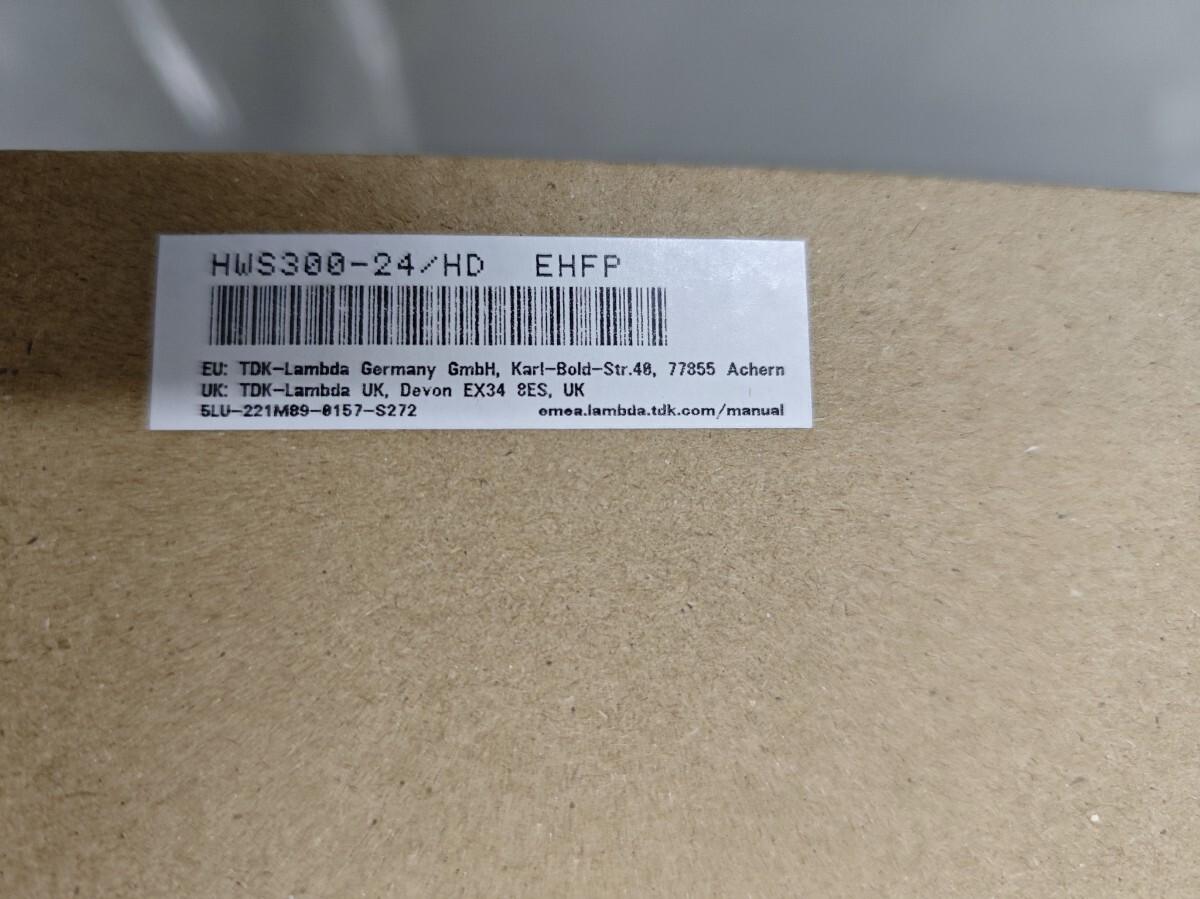 HWS300-24/HD EHFP
EU: TDK-Lambda Germany GmbH, Karl-Bold-Str.40, 77855 Achern
UK: TDK-Lambda UK, Devon EX34 8ES, UK
5LU-221M09-0157-S272 emea.lambda.tdk.com/manual